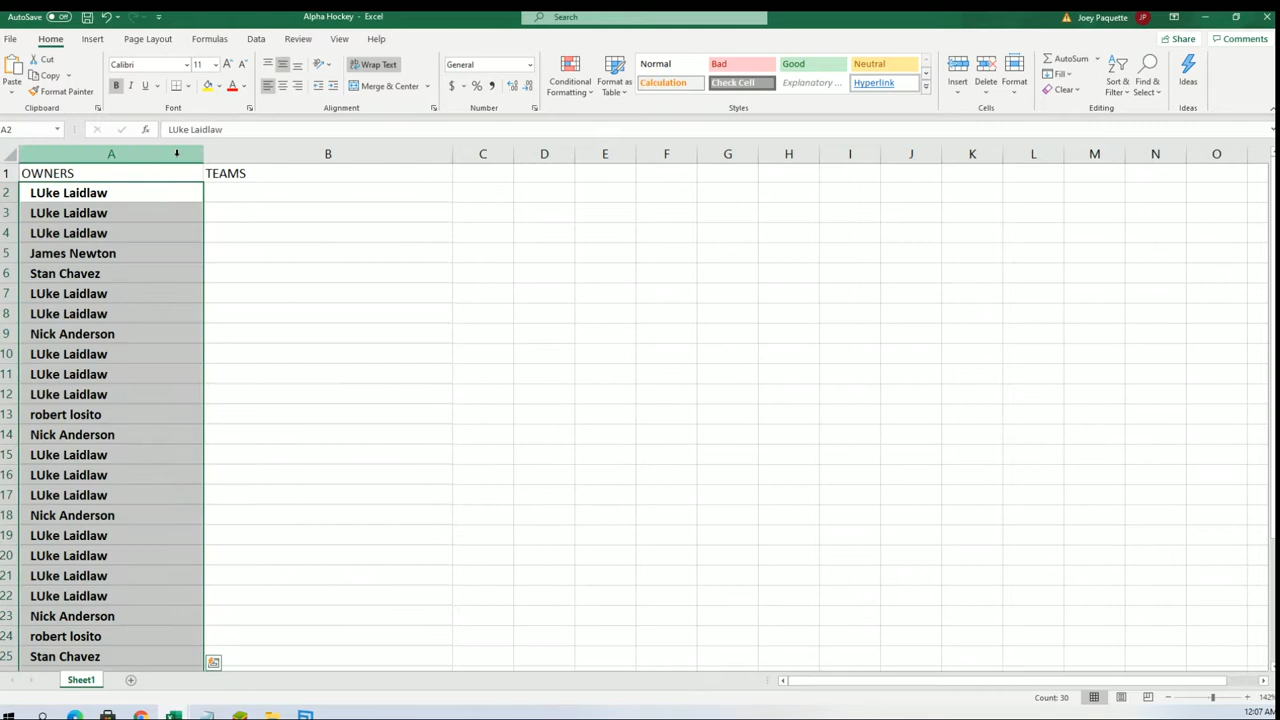 AutoSave Off
Alpha Hockey - Excel
Search
Joey Paquette JP
File Home Insert Draw Page Layout Formulas Data Review View Help
Share Comments
Paste
Cut
Copy
Format Painter
Clipboard
Calibri 11
B I U
Font
Wrap Text
Merge & Center
Alignment
General
$ % ,
Number
Conditional Formatting
Format as Table
Normal Bad Good Neutral
Calculation Check Cell Explanatory ... Hyperlink
Styles
Insert Delete Format
Cells
AutoSum
Fill
Clear
Sort & Filter
Find & Select
Editing
Ideas
Ideas
A2 fx LUke Laidlaw
A B C D E F G H I J K L M N O
1 OWNERS TEAMS
2 LUke Laidlaw
3 LUke Laidlaw
4 LUke Laidlaw
5 James Newton
6 Stan Chavez
7 LUke Laidlaw
8 LUke Laidlaw
9 Nick Anderson
10 LUke Laidlaw
11 LUke Laidlaw
12 LUke Laidlaw
13 robert losito
14 Nick Anderson
15 LUke Laidlaw
16 LUke Laidlaw
17 LUke Laidlaw
18 Nick Anderson
19 LUke Laidlaw
20 LUke Laidlaw
21 LUke Laidlaw
22 LUke Laidlaw
23 Nick Anderson
24 robert losito
25 Stan Chavez
Sheet1
Count: 30 142%
12:07 AM